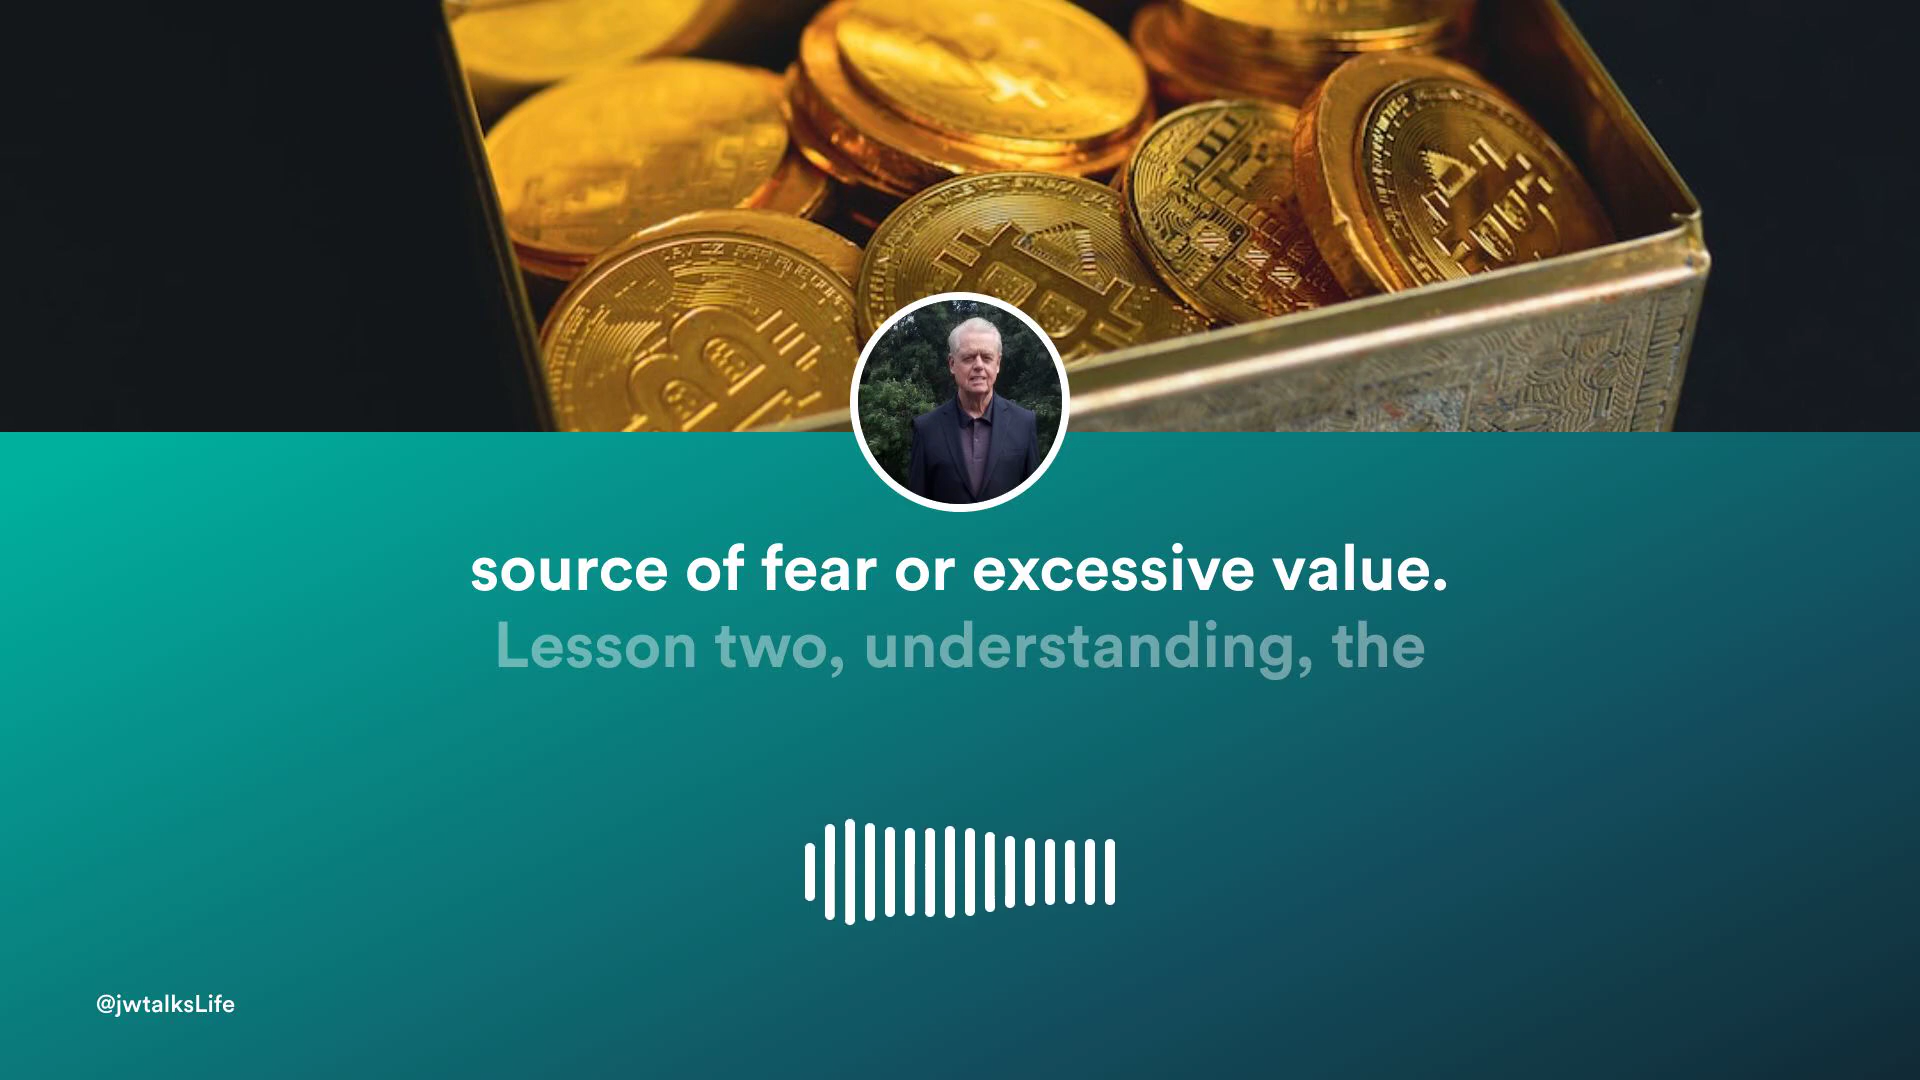 source of fear or excessive value.
Lesson two, understanding, the
@jwtalksLife